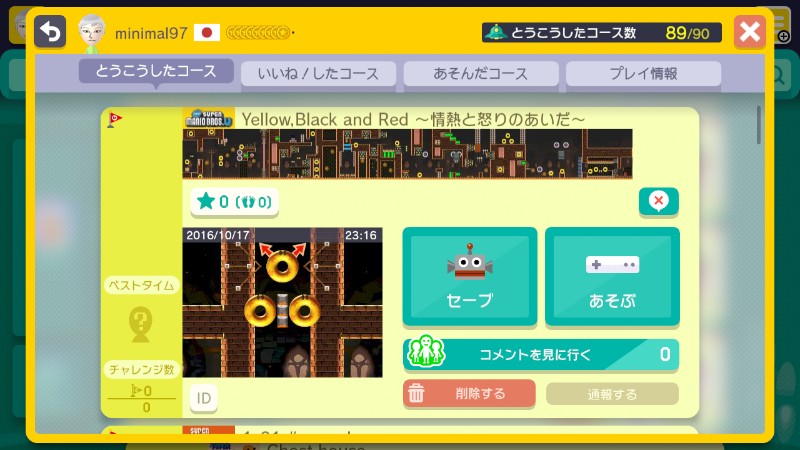 minimal97
とうこうしたコース数 89/90
とうこうしたコース
いいね！したコース
あそんだコース
プレイ情報
SUPER MARIO BROS. U
Yellow,Black and Red ～情熱と怒りのあいだ～
0 (0)
2016/10/17 23:16
ベストタイム
?
チャレンジ数
0
0
セーブ
あそぶ
コメントを見に行く 0
削除する
通報する
ID
SUPER
Ghost house